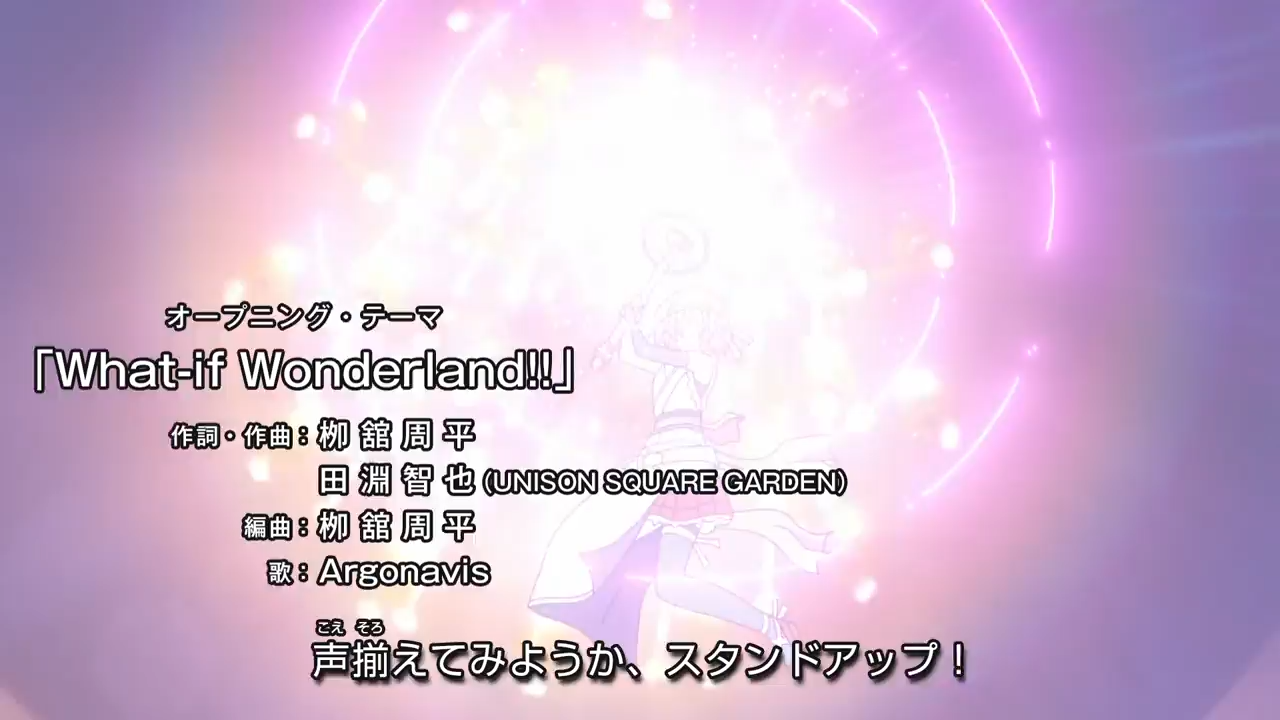 オープニング・テーマ
「What-if Wonderland!!」
作詞・作曲：栁舘周平
田淵智也(UNISON SQUARE GARDEN)
編曲：栁舘周平
歌：Argonavis
こえ そろ
声揃えてみようか、スタンドアップ！